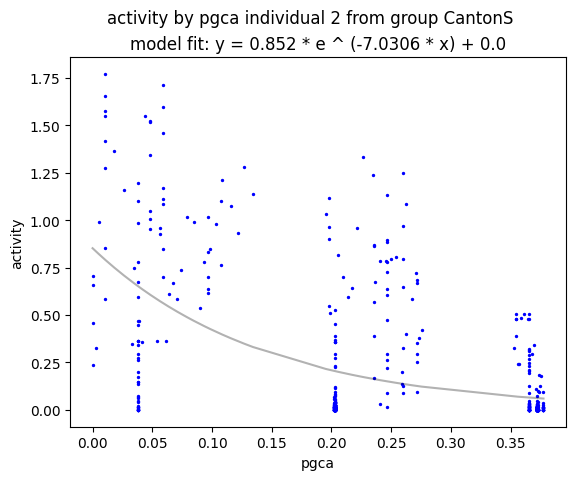 activity by pgca individual 2 from group CantonS
model fit: y = 0.852 * e ^ (-7.0306 * x) + 0.0
1.75
1.50
1.25
1.00
0.75
0.50
0.25
0.00
activity
0.00 0.05 0.10 0.15 0.20 0.25 0.30 0.35
pgca